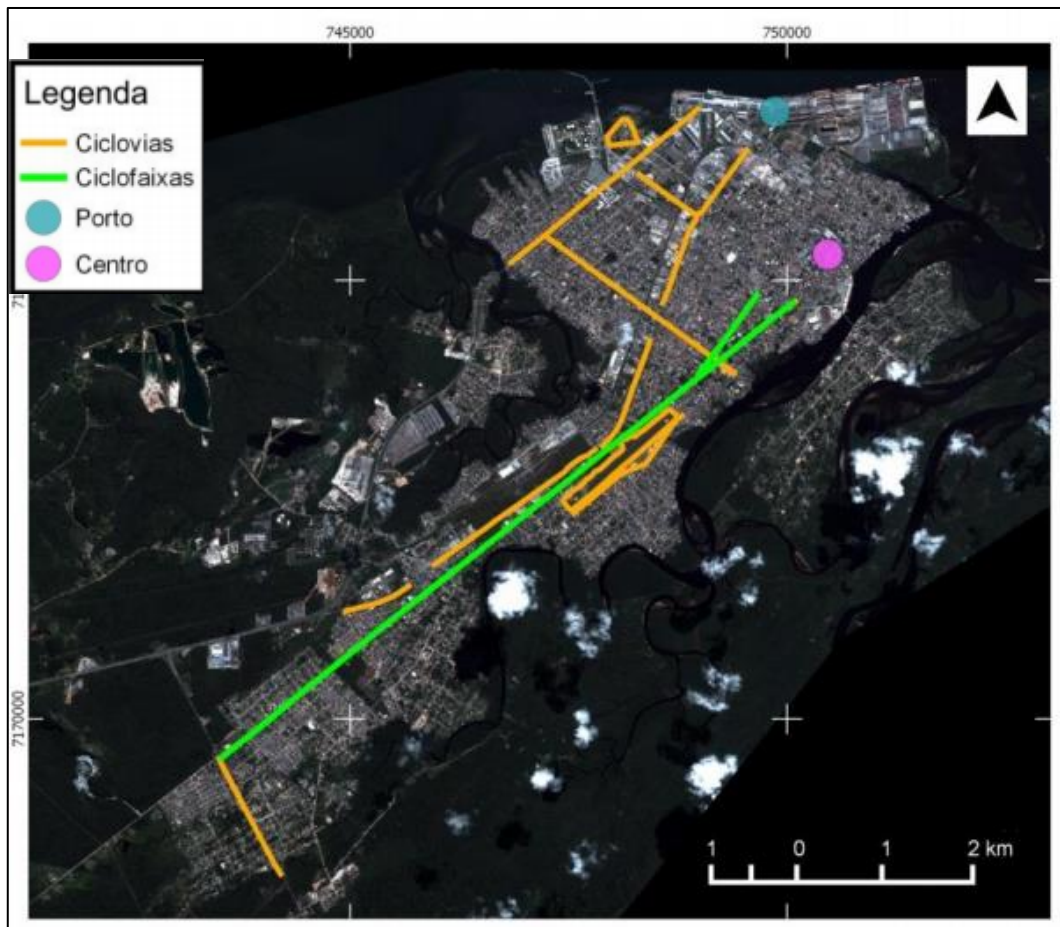 745000
750000
Legenda
Ciclovias
Ciclofaixas
Porto
Centro
7170000
1 0 1 2 km